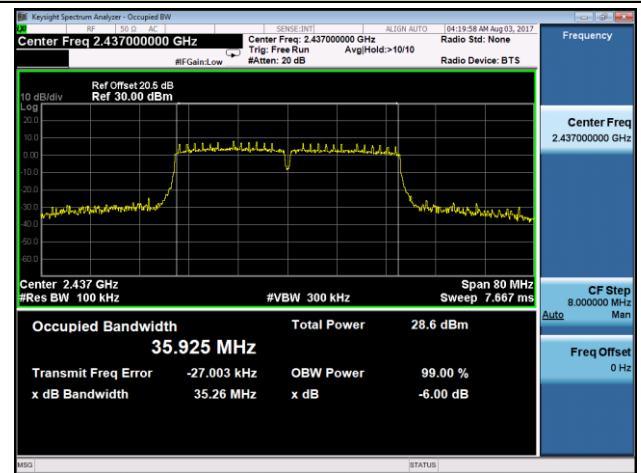 Keysight Spectrum Analyzer - Occupied BW
RF 50 Ω AC SENSE:INT ALIGN AUTO 04:19:58 AM Aug 03, 2017
Center Freq 2.437000000 GHz
Center Freq: 2.437000000 GHz Radio Std: None
Trig: Free Run Avg|Hold:>10/10
#IFGain:Low #Atten: 20 dB Radio Device: BTS
Ref Offset 20.5 dB
10 dB/div Ref 30.00 dBm
Log
20.0
10.0
0.00
-10.0
-20.0
-30.0
-40.0
-50.0
-60.0
Center 2.437 GHz Span 80 MHz
#Res BW 100 kHz #VBW 300 kHz Sweep 7.667 ms
Occupied Bandwidth Total Power 28.6 dBm
35.925 MHz
Transmit Freq Error -27.003 kHz OBW Power 99.00 %
x dB Bandwidth 35.26 MHz x dB -6.00 dB
MSG STATUS
Frequency
Center Freq
2.437000000 GHz
CF Step
8.000000 MHz
Auto Man
Freq Offset
0 Hz